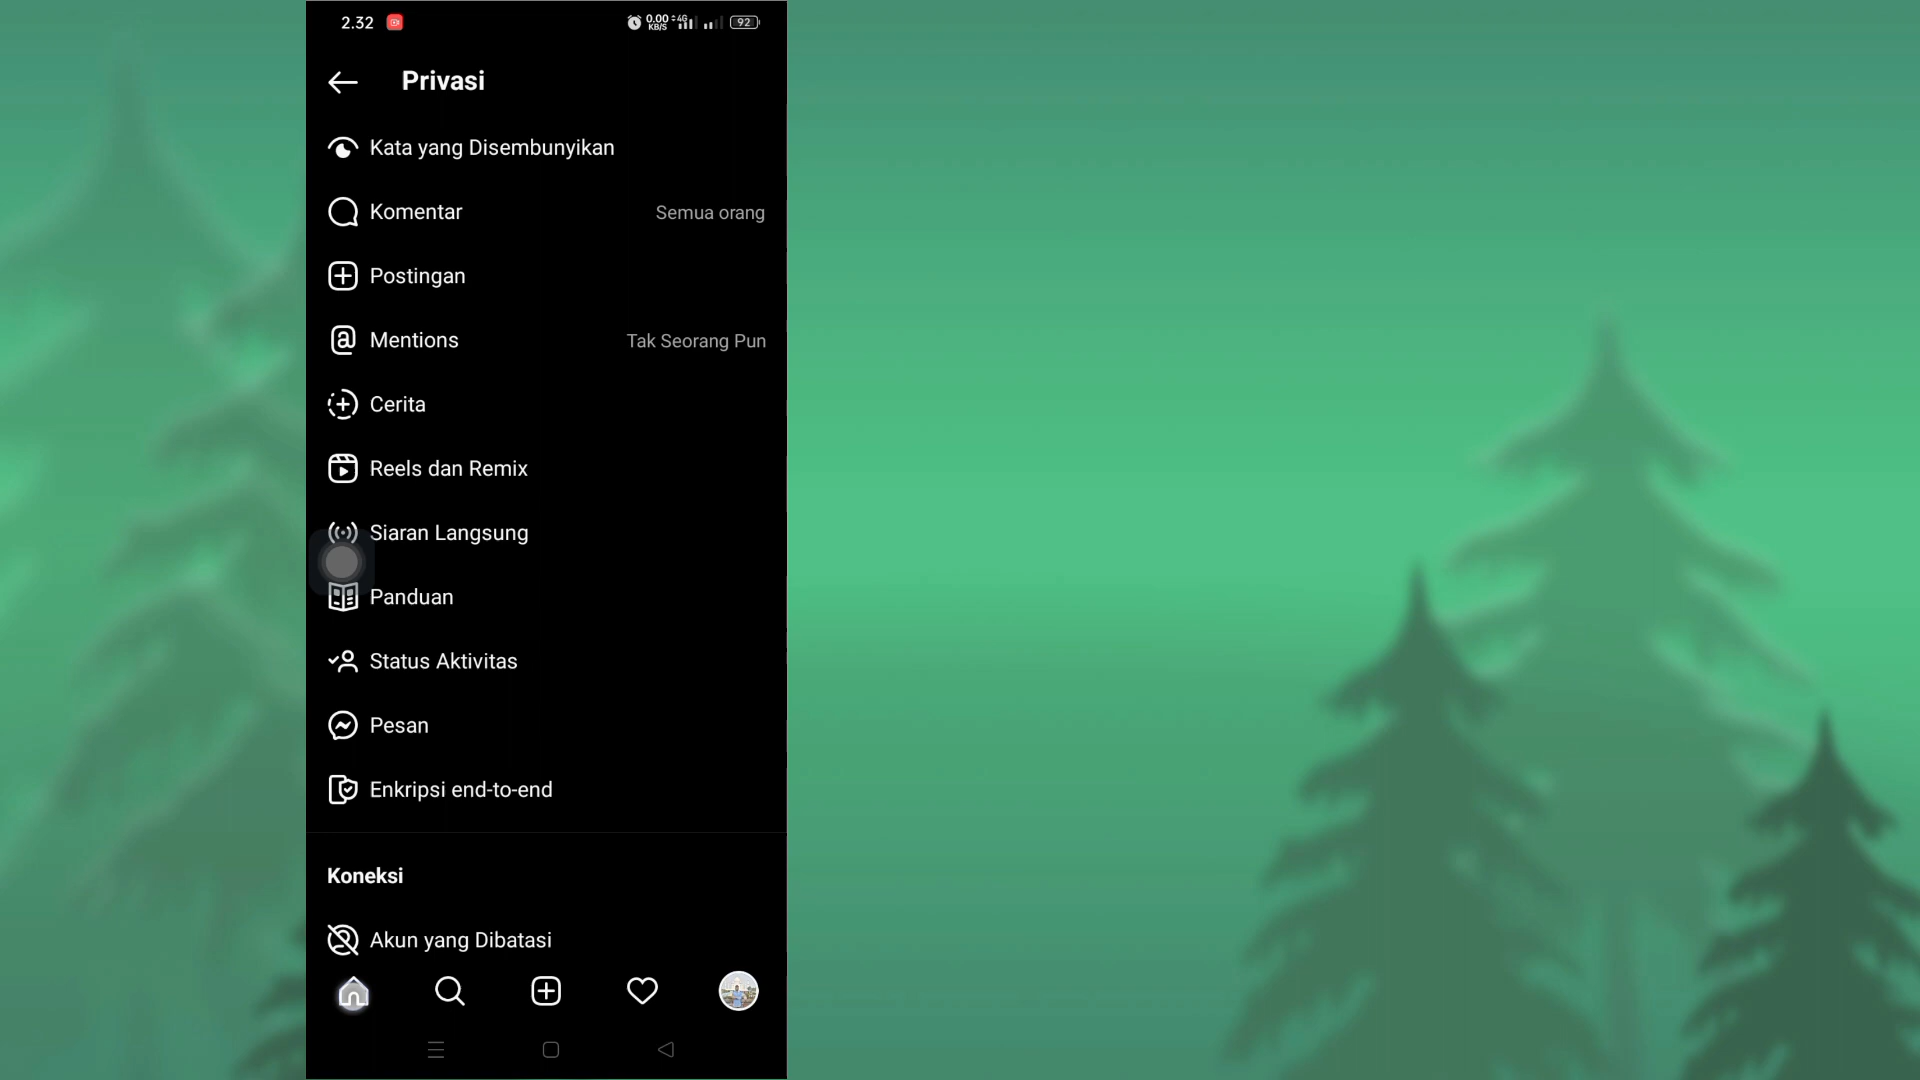 2.32
0.00 KB/S
4G
92
Privasi
Kata yang Disembunyikan
Komentar
Semua orang
Postingan
Mentions
Tak Seorang Pun
Cerita
Reels dan Remix
Siaran Langsung
Panduan
Status Aktivitas
Pesan
Enkripsi end-to-end
Koneksi
Akun yang Dibatasi